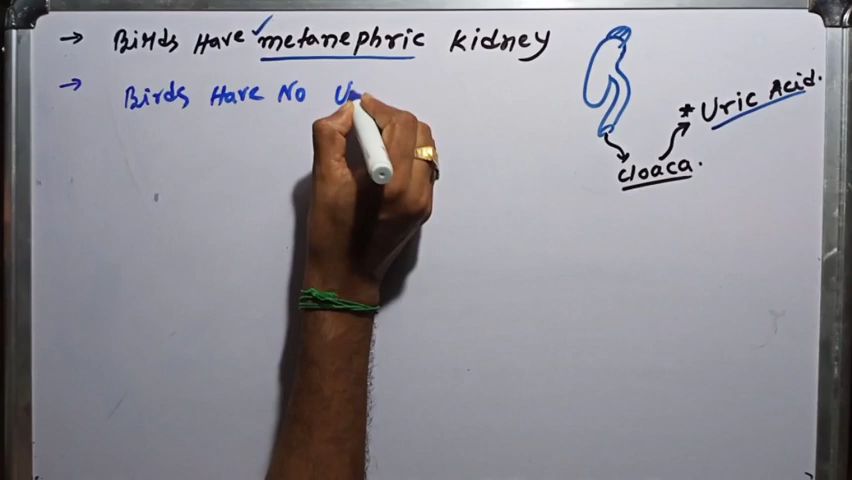 → Birds Have ✓ metanephric kidney
→ Birds Have No U
* Uric Acid.
cloaca.